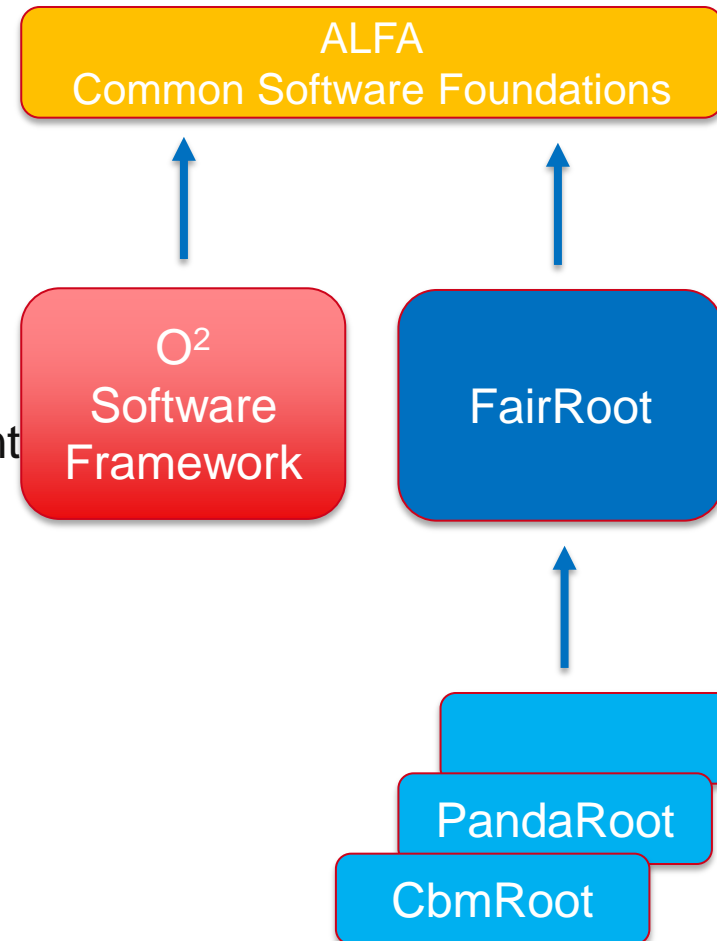 ALFA
Common Software Foundations
O²
Software
Framework
FairRoot
PandaRoot
CbmRoot